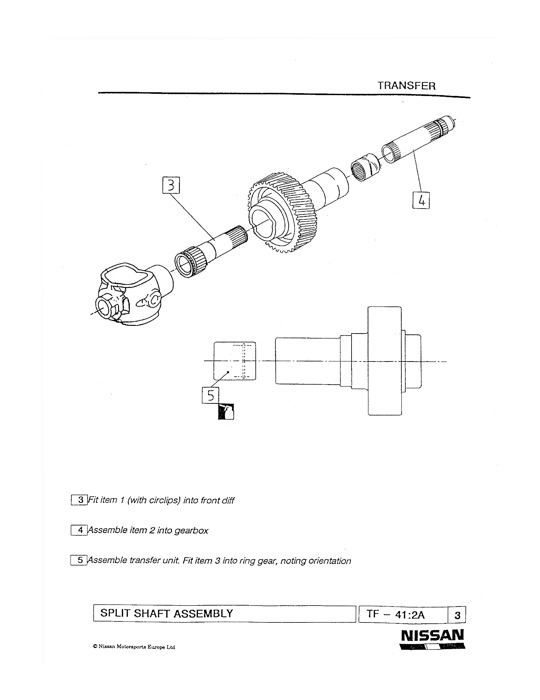 TRANSFER
3
4
5
3 Fit item 1 (with circlips) into front diff
4 Assemble item 2 into gearbox
5 Assemble transfer unit. Fit item 3 into ring gear, noting orientation
SPLIT SHAFT ASSEMBLY TF - 41:2A 3
NISSAN
© Nissan Motorsports Europe Ltd